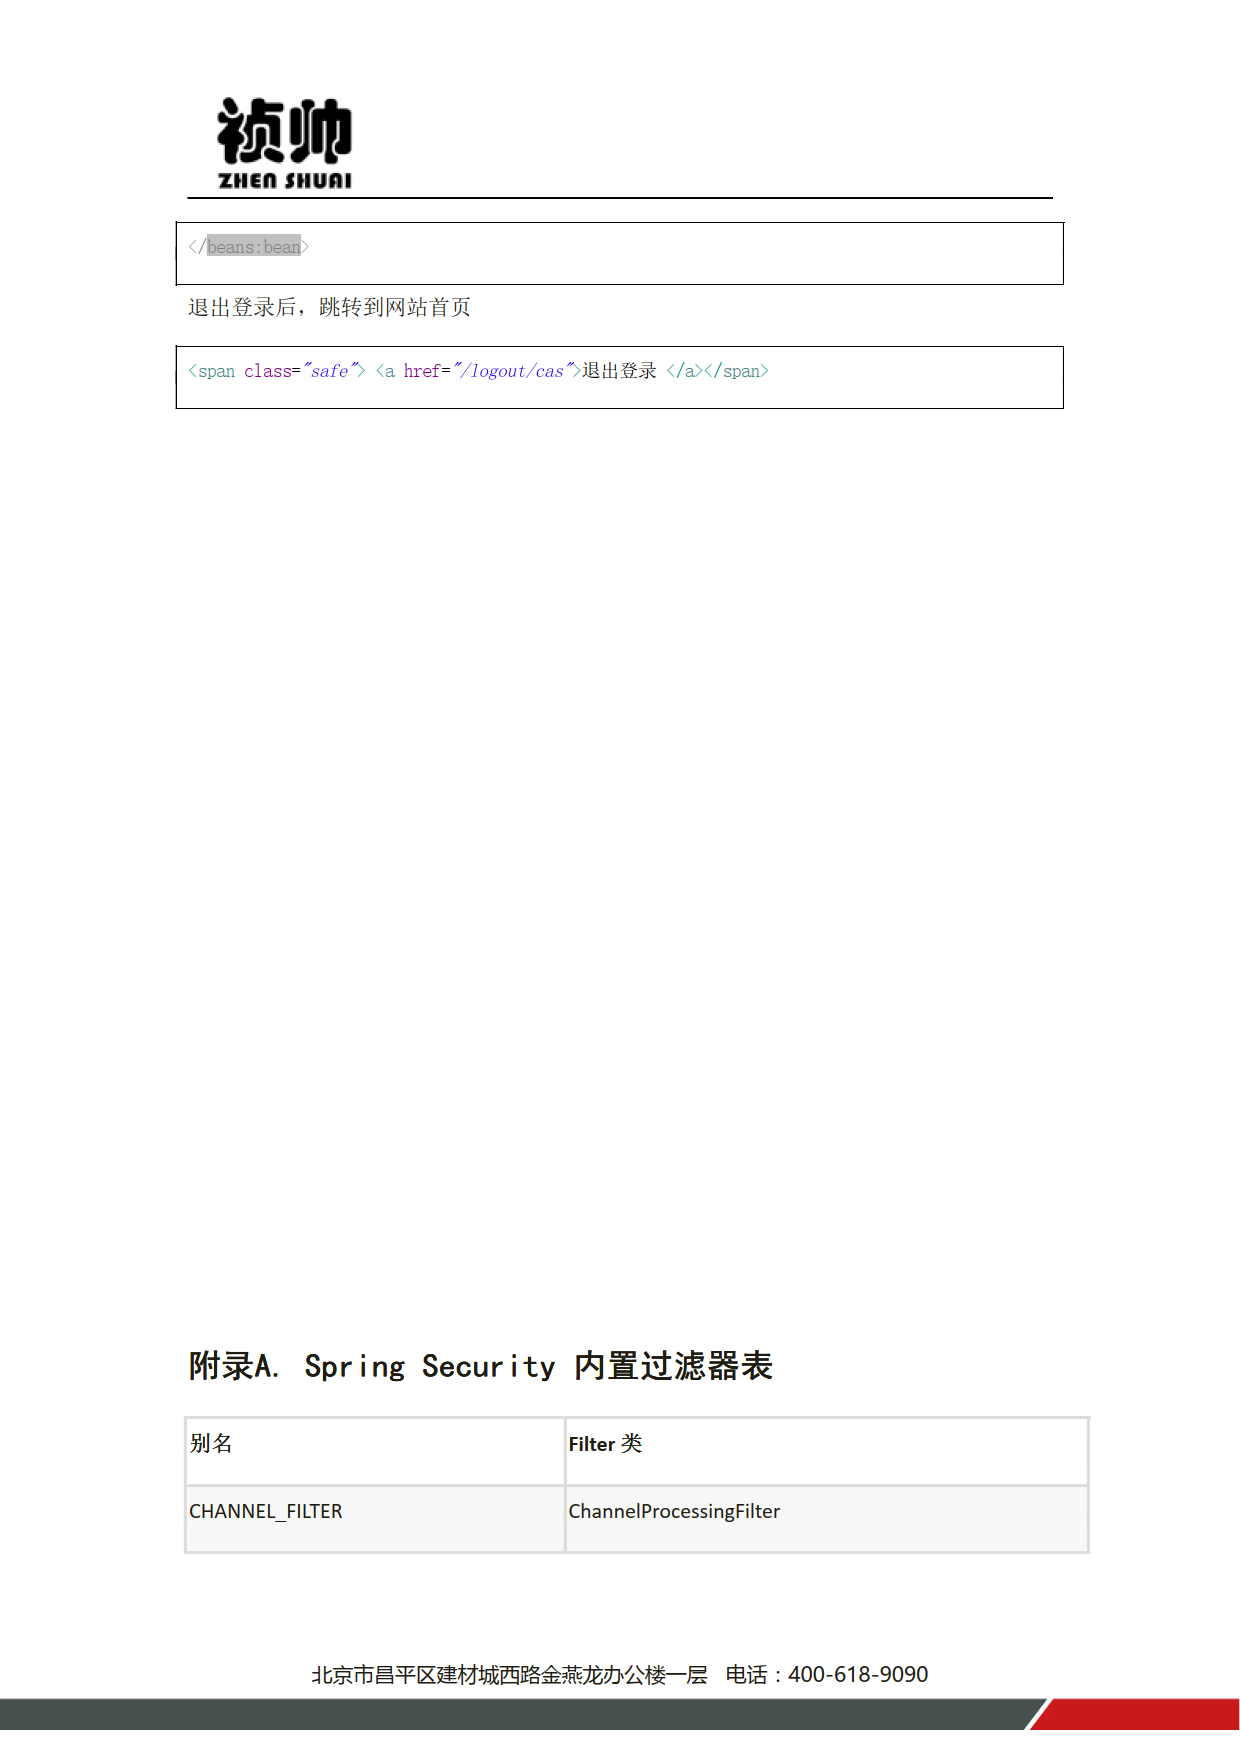 祯帅
ZHEN SHUAI
</beans:bean>
退出登录后，跳转到网站首页
<span class="safe"> <a href="/logout/cas">退出登录 </a></span>
附录A. Spring Security 内置过滤器表
别名 Filter 类
CHANNEL_FILTER ChannelProcessingFilter
北京市昌平区建材城西路金燕龙办公楼一层 电话：400-618-9090